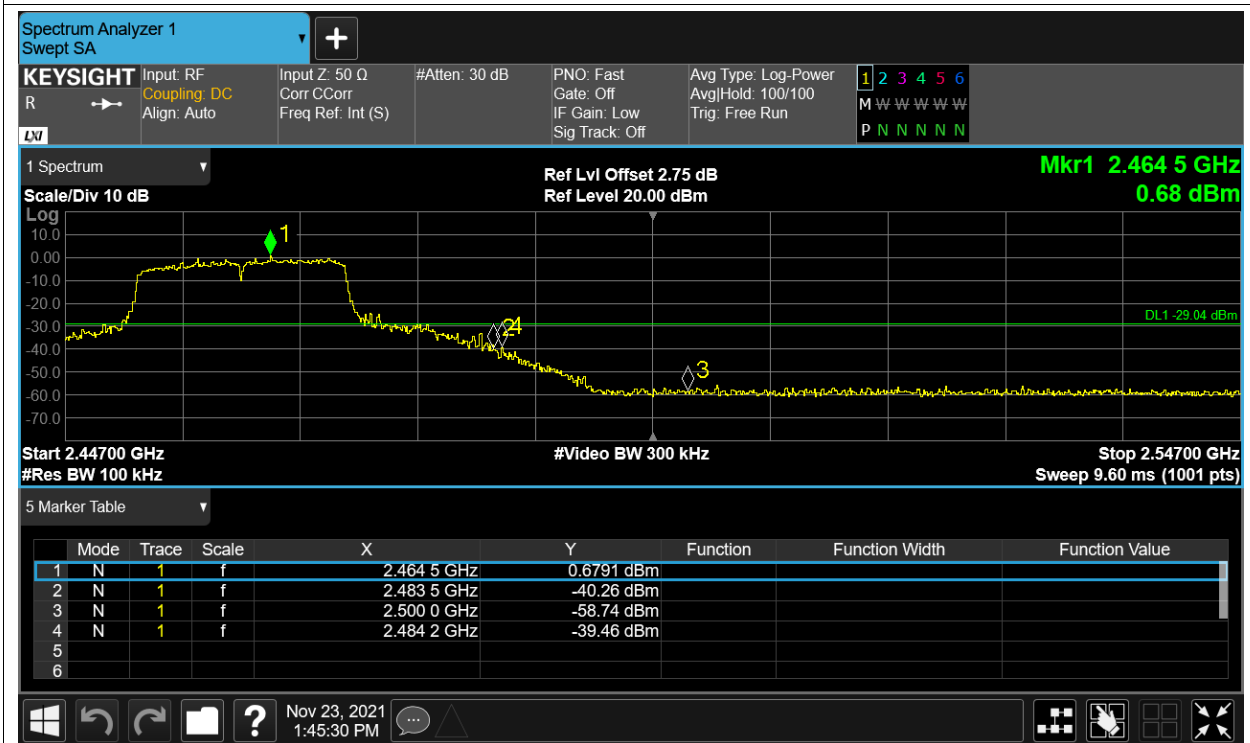 Spectrum Analyzer 1
Swept SA
KEYSIGHT Input: RF Input Z: 50 Ω #Atten: 30 dB PNO: Fast Avg Type: Log-Power 1 2 3 4 5 6
R Coupling: DC Corr CCorr Gate: Off Avg|Hold: 100/100 M W W W W W
Align: Auto Freq Ref: Int (S) IF Gain: Low Trig: Free Run
LXI Sig Track: Off P N N N N N
1 Spectrum Ref Lvl Offset 2.75 dB Mkr1 2.464 5 GHz
Scale/Div 10 dB Ref Level 20.00 dBm 0.68 dBm
Log
10.0 1
0.00
-10.0
-20.0
-30.0 2 4 DL1 -29.04 dBm
-40.0
-50.0 3
-60.0
-70.0
Start 2.44700 GHz #Video BW 300 kHz Stop 2.54700 GHz
#Res BW 100 kHz Sweep 9.60 ms (1001 pts)
5 Marker Table
Mode Trace Scale X Y Function Function Width Function Value
1 N 1 f 2.464 5 GHz 0.6791 dBm
2 N 1 f 2.483 5 GHz -40.26 dBm
3 N 1 f 2.500 0 GHz -58.74 dBm
4 N 1 f 2.484 2 GHz -39.46 dBm
5
6
? Nov 23, 2021
1:45:30 PM